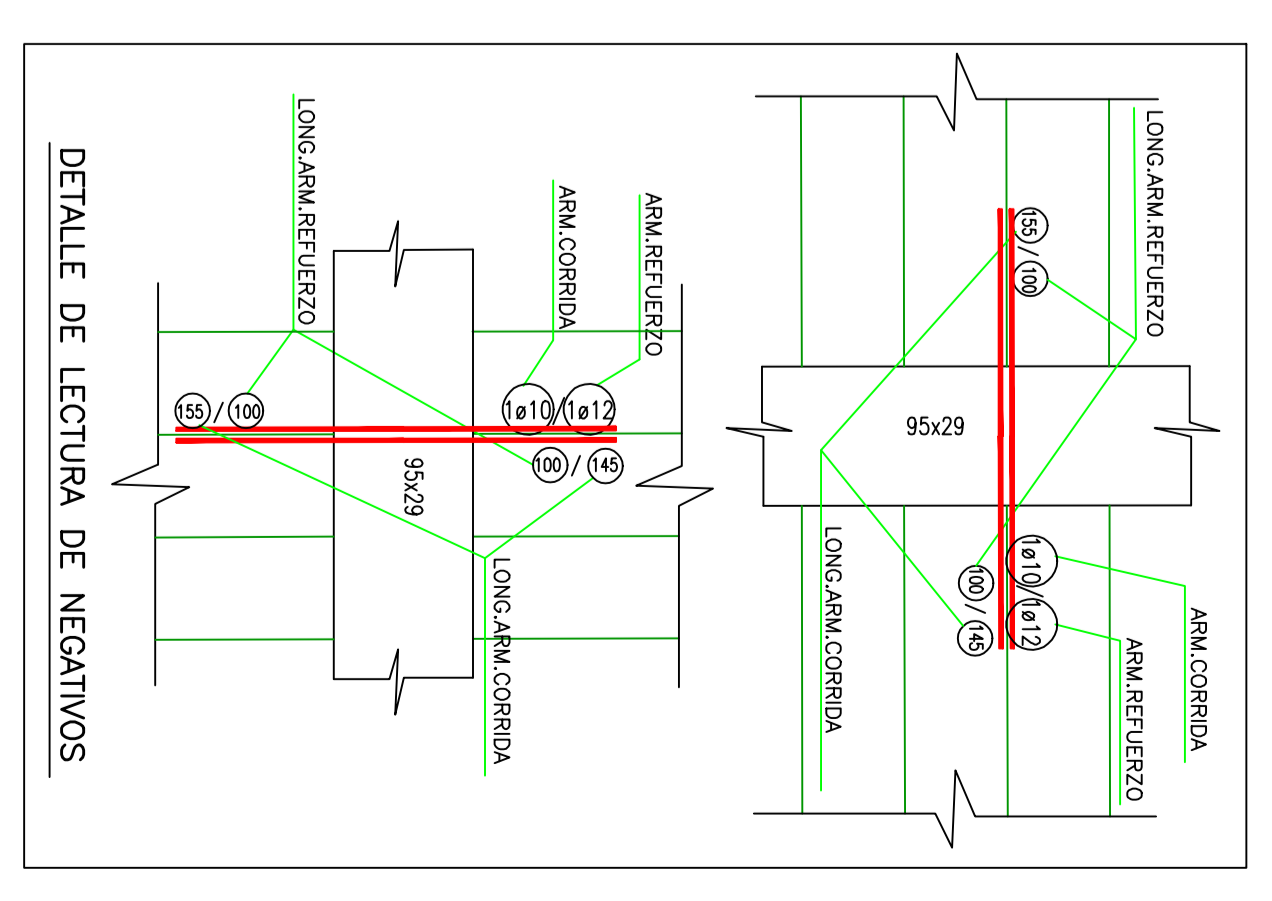 DETALLE DE LECTURA DE NEGATIVOS
LONG.ARM.REFUERZO
155 / 100
95x29
1ø10/1ø12
100 / 145
ARM.CORRIDA
ARM.REFUERZO
LONG.ARM.CORRIDA
LONG.ARM.REFUERZO
ARM.CORRIDA
ARM.REFUERZO
155 / 100
1ø10/1ø12
100 / 145
95x29
LONG.ARM.CORRIDA